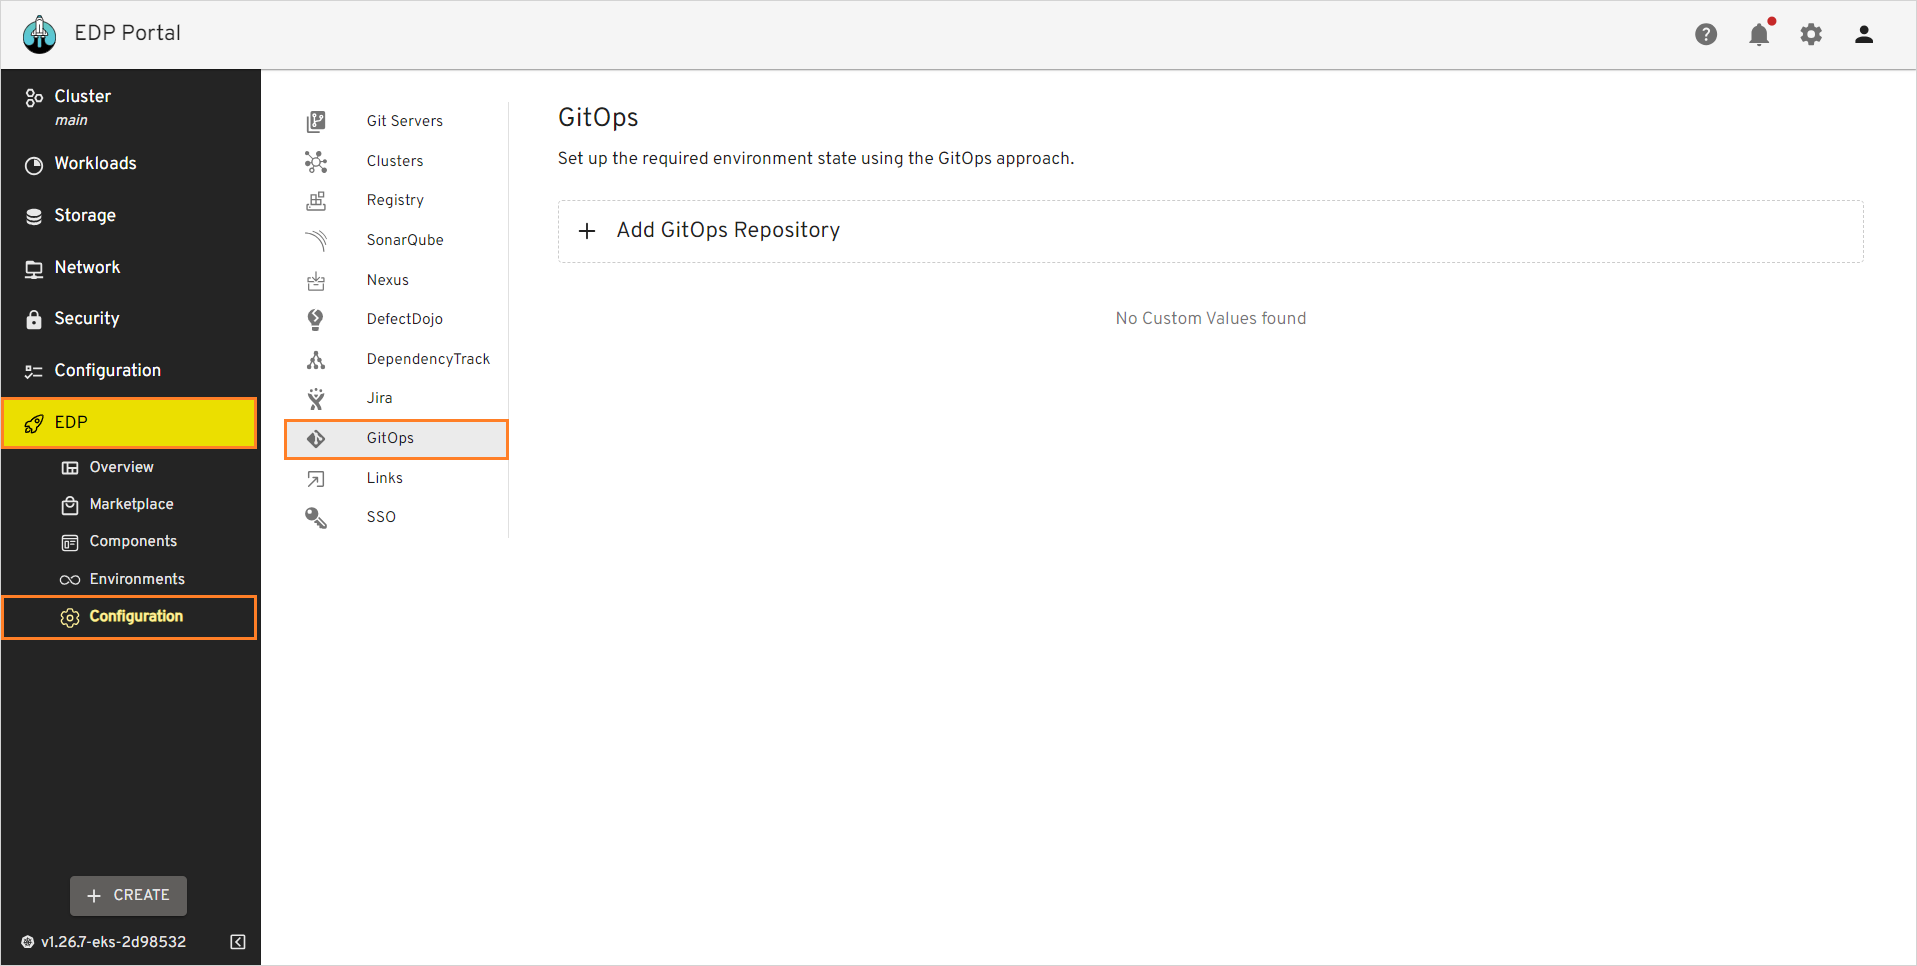 EDP Portal
Cluster
main
Workloads
Storage
Network
Security
Configuration
EDP
Overview
Marketplace
Components
Environments
Configuration
CREATE
v1.26.7-eks-2d98532
Git Servers
Clusters
Registry
SonarQube
Nexus
DefectDojo
DependencyTrack
Jira
GitOps
Links
SSO
GitOps
Set up the required environment state using the GitOps approach.
Add GitOps Repository
No Custom Values found